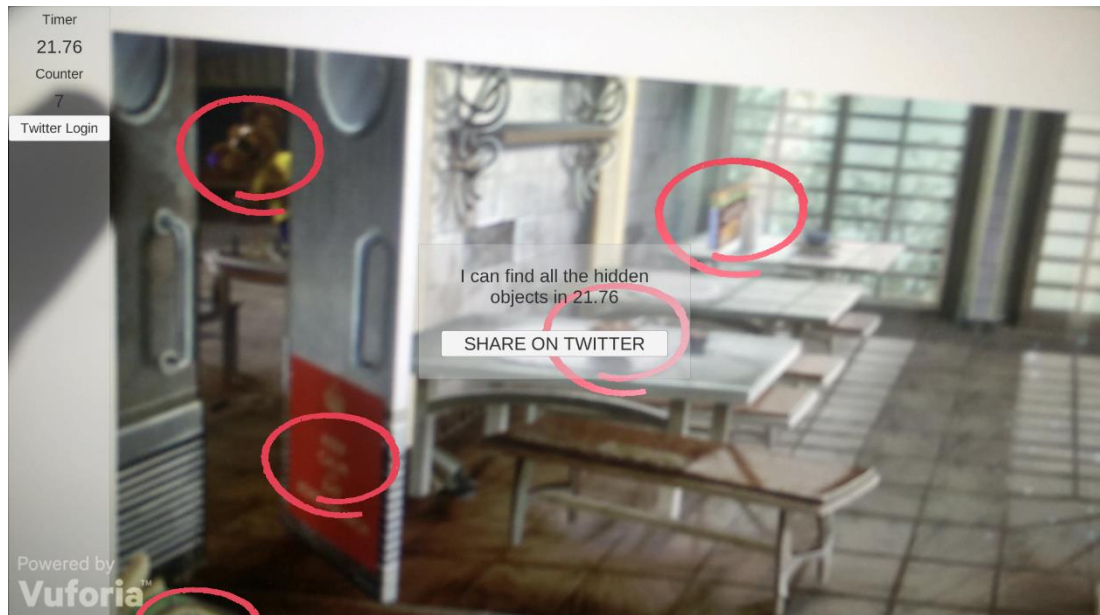 Timer
21.76
Counter
7
Twitter Login
I can find all the hidden
objects in 21.76
SHARE ON TWITTER
Powered by
Vuforia™